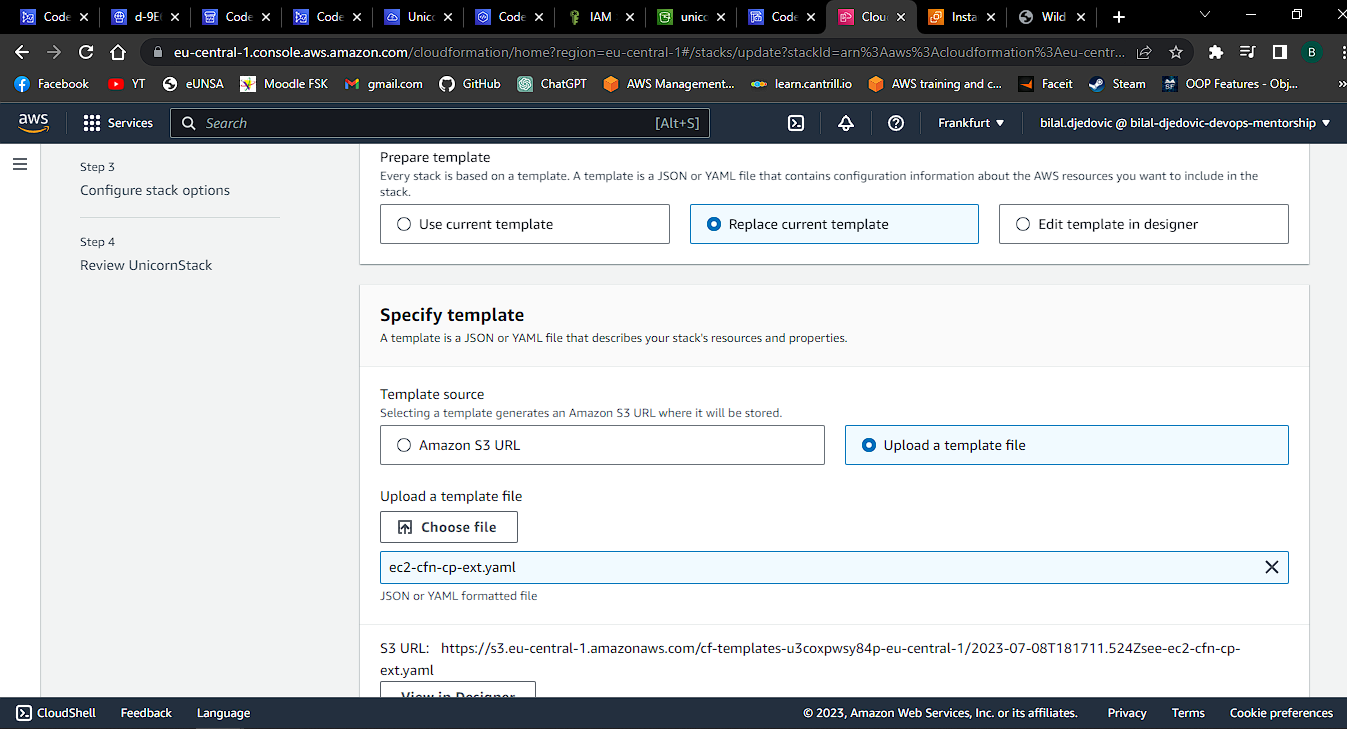 Code
d-9E
Code
Code
Unico
Code
IAM
unico
Code
Clou
Insta
Wild
eu-central-1.console.aws.amazon.com/cloudformation/home?region=eu-central-1#/stacks/update?stackId=arn%3Aaws%3Acloudformation%3Aeu-centr...
B
Facebook
YT
eUNSA
Moodle FSK
gmail.com
GitHub
ChatGPT
AWS Management...
learn.cantrill.io
AWS training and c...
Faceit
Steam
OOP Features - Obj...
»
aws
Services
Search
[Alt+S]
Frankfurt
bilal.djedovic @ bilal-djedovic-devops-mentorship
Step 3
Configure stack options
Step 4
Review UnicornStack
Prepare template
Every stack is based on a template. A template is a JSON or YAML file that contains configuration information about the AWS resources you want to include in the
stack.
Use current template
Replace current template
Edit template in designer
Specify template
A template is a JSON or YAML file that describes your stack's resources and properties.
Template source
Selecting a template generates an Amazon S3 URL where it will be stored.
Amazon S3 URL
Upload a template file
Upload a template file
Choose file
ec2-cfn-cp-ext.yaml
JSON or YAML formatted file
S3 URL: https://s3.eu-central-1.amazonaws.com/cf-templates-u3coxpwsy84p-eu-central-1/2023-07-08T181711.524Zsee-ec2-cfn-cp-
ext.yaml
View in Designer
CloudShell
Feedback
Language
© 2023, Amazon Web Services, Inc. or its affiliates.
Privacy
Terms
Cookie preferences